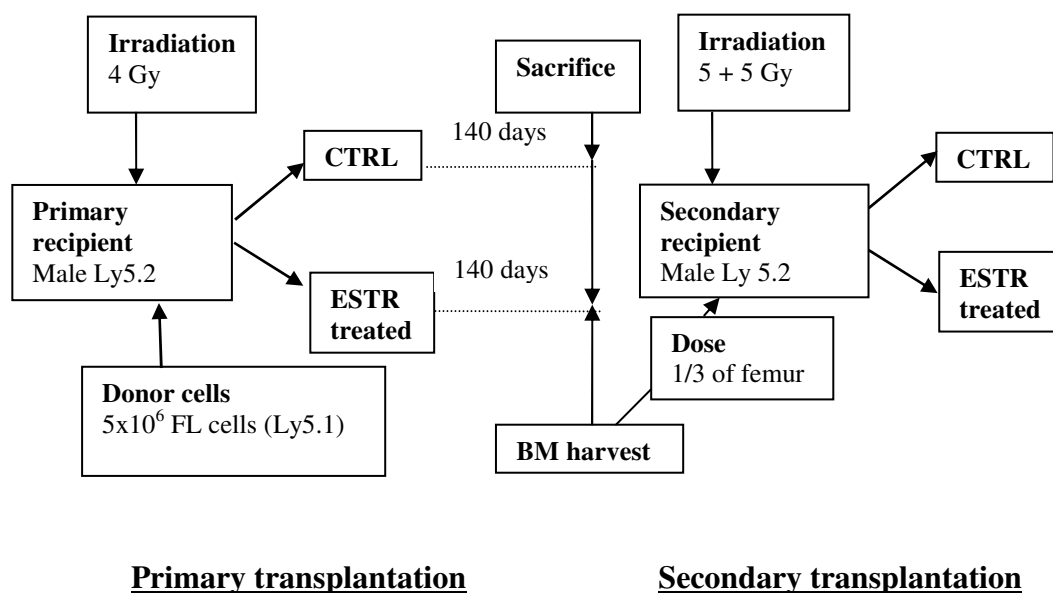 Irradiation
4 Gy
Primary
recipient
Male Ly5.2
Donor cells
5x10⁶ FL cells (Ly5.1)
CTRL
ESTR
treated
140 days
140 days
Sacrifice
BM harvest
Dose
1/3 of femur
Irradiation
5 + 5 Gy
Secondary
recipient
Male Ly 5.2
CTRL
ESTR
treated
Primary transplantation
Secondary transplantation